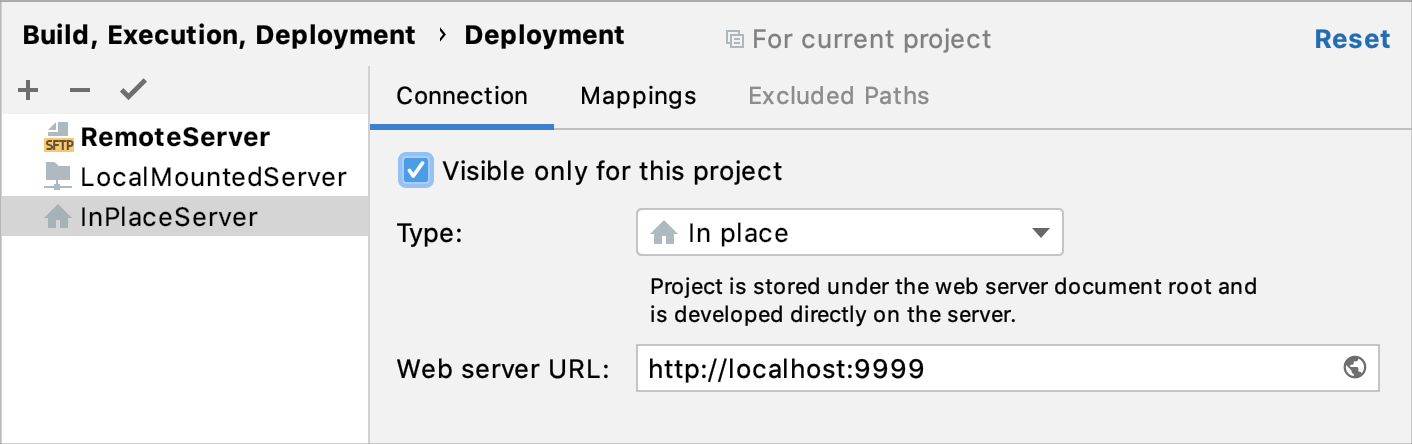 Build, Execution, Deployment › Deployment
For current project
Reset
Connection
Mappings
Excluded Paths
SFTP RemoteServer
LocalMountedServer
InPlaceServer
Visible only for this project
Type:
In place
Project is stored under the web server document root and
is developed directly on the server.
Web server URL:
http://localhost:9999